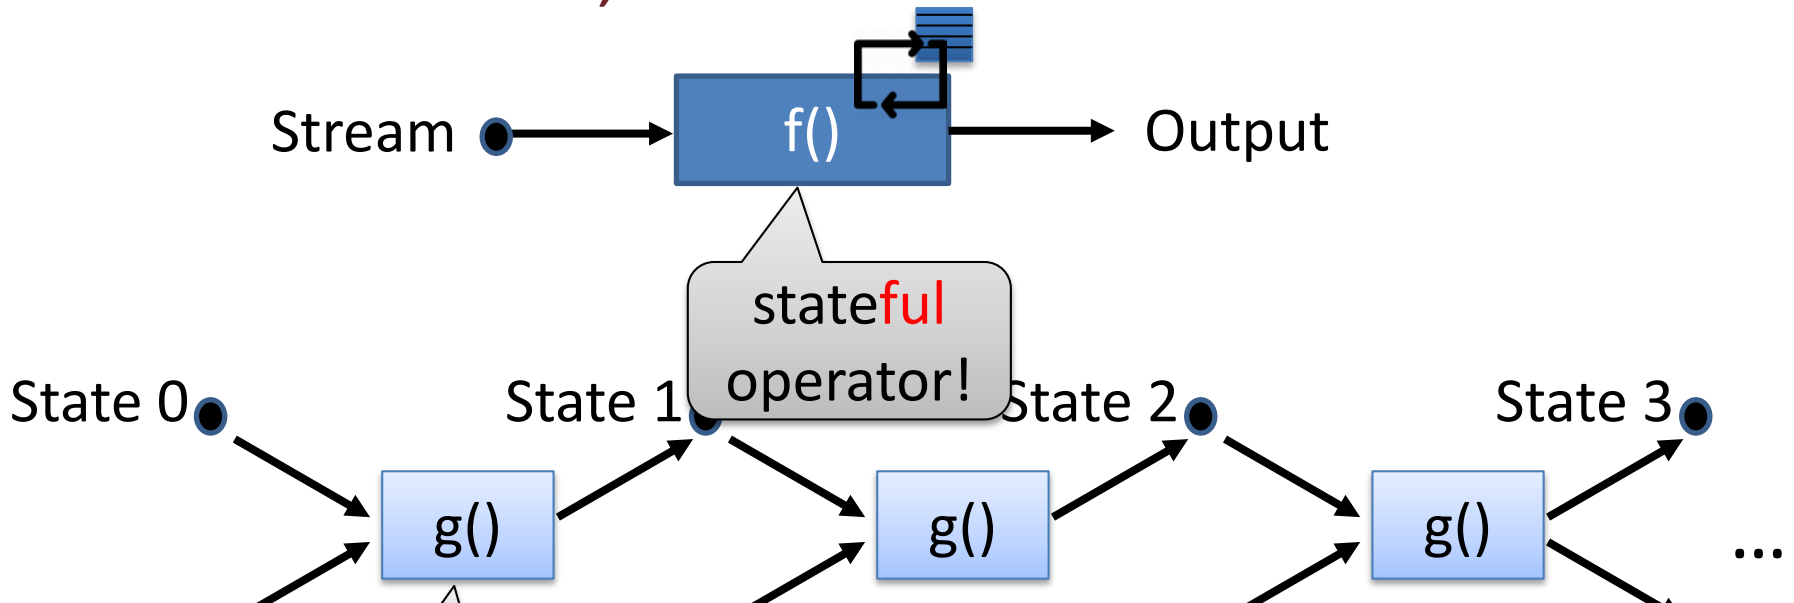 Stream
f()
Output
stateful
operator!
State 0
State 1
State 2
State 3
g()
g()
g()
...